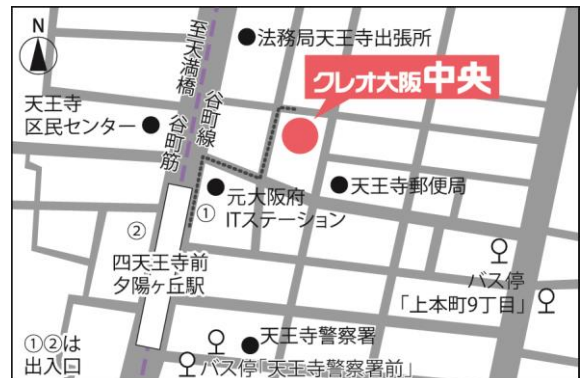 N
至天満橋
谷町線
谷町筋
法務局天王寺出張所
クレオ大阪中央
天王寺
区民センター
天王寺郵便局
元大阪府
ITステーション
①
②
四天王寺前
夕陽ヶ丘駅
バス停
「上本町9丁目」
天王寺警察署
バス停「天王寺警察署前」
①②は
出入口